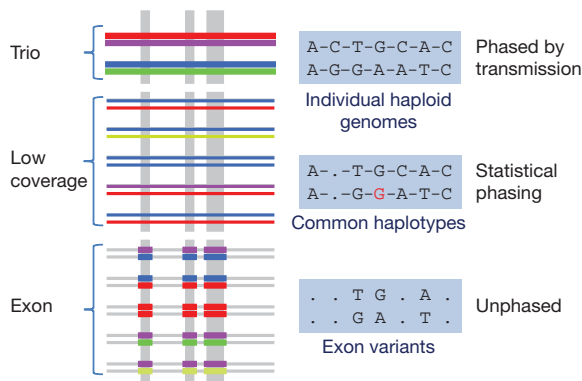 Trio
A-C-T-G-C-A-C
A-G-G-A-A-T-C
Phased by
transmission
Individual haploid
genomes
Low
coverage
A-.-T-G-C-A-C
A-.-G-G-A-T-C
Statistical
phasing
Common haplotypes
Exon
. . T G . A .
. . G A . T .
Unphased
Exon variants